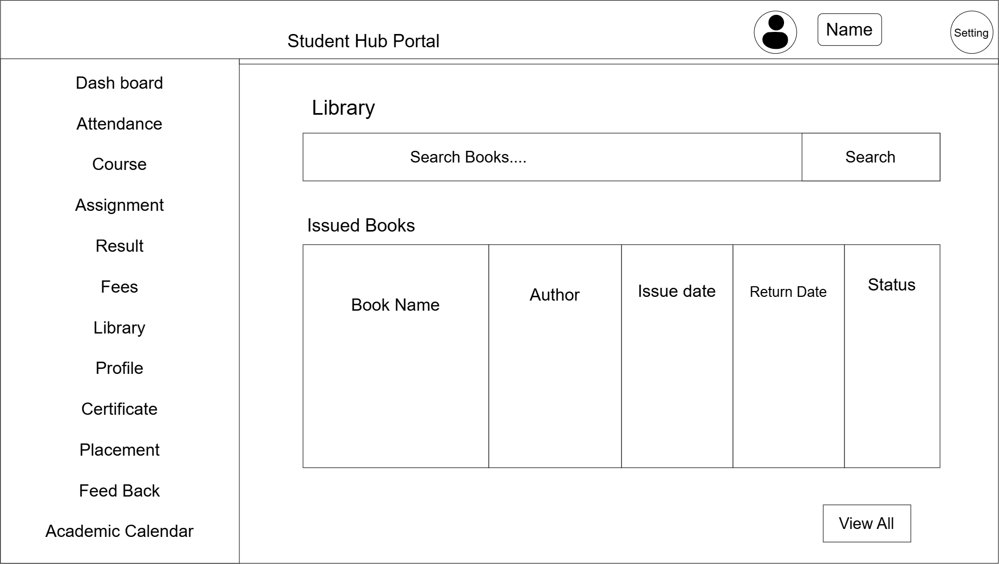 Student Hub Portal
Name
Setting
Dash board
Attendance
Course
Assignment
Result
Fees
Library
Profile
Certificate
Placement
Feed Back
Academic Calendar
Library
Search Books....
Search
Issued Books
Book Name
Author
Issue date
Return Date
Status
View All